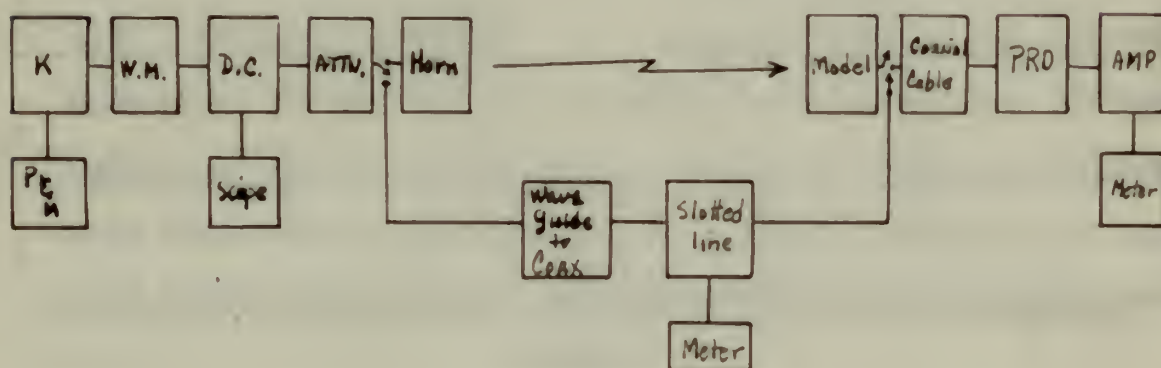 K
W.M.
D.C.
ATTN.
Horn
Model
Coaxial
Cable
PRD
AMP
P & M
Scope
Wave
Guide
to
Coax
Slotted
line
Meter
Meter